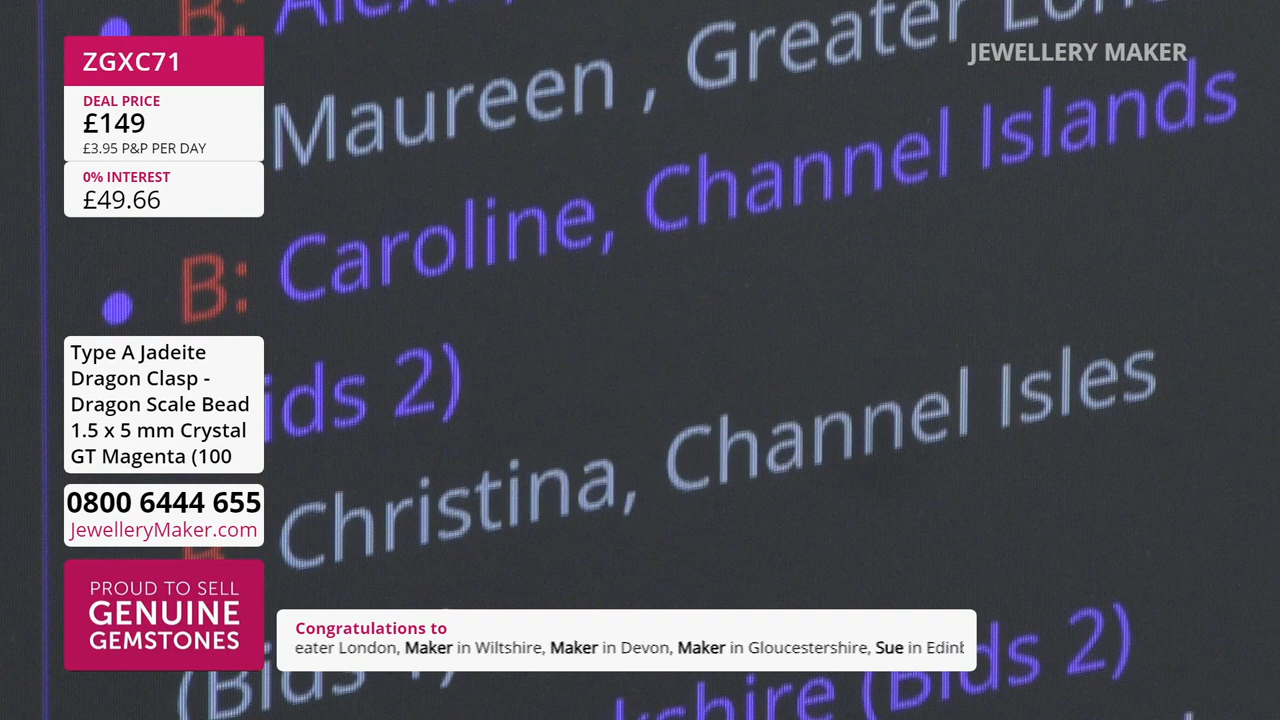 ZGXC71
DEAL PRICE
£149
£3.95 P&P PER DAY
0% INTEREST
£49.66
Type A Jadeite
Dragon Clasp -
Dragon Scale Bead
1.5 x 5 mm Crystal
GT Magenta (100
0800 6444 655
JewelleryMaker.com
PROUD TO SELL
GENUINE
GEMSTONES
JEWELLERY MAKER
B:
Maureen , Greater
B: Caroline, Channel Islands
ids 2)
Christina, Channel Isles
(Bids 2)
Congratulations to
eater London, Maker in Wiltshire, Maker in Devon, Maker in Gloucestershire, Sue in Edinb